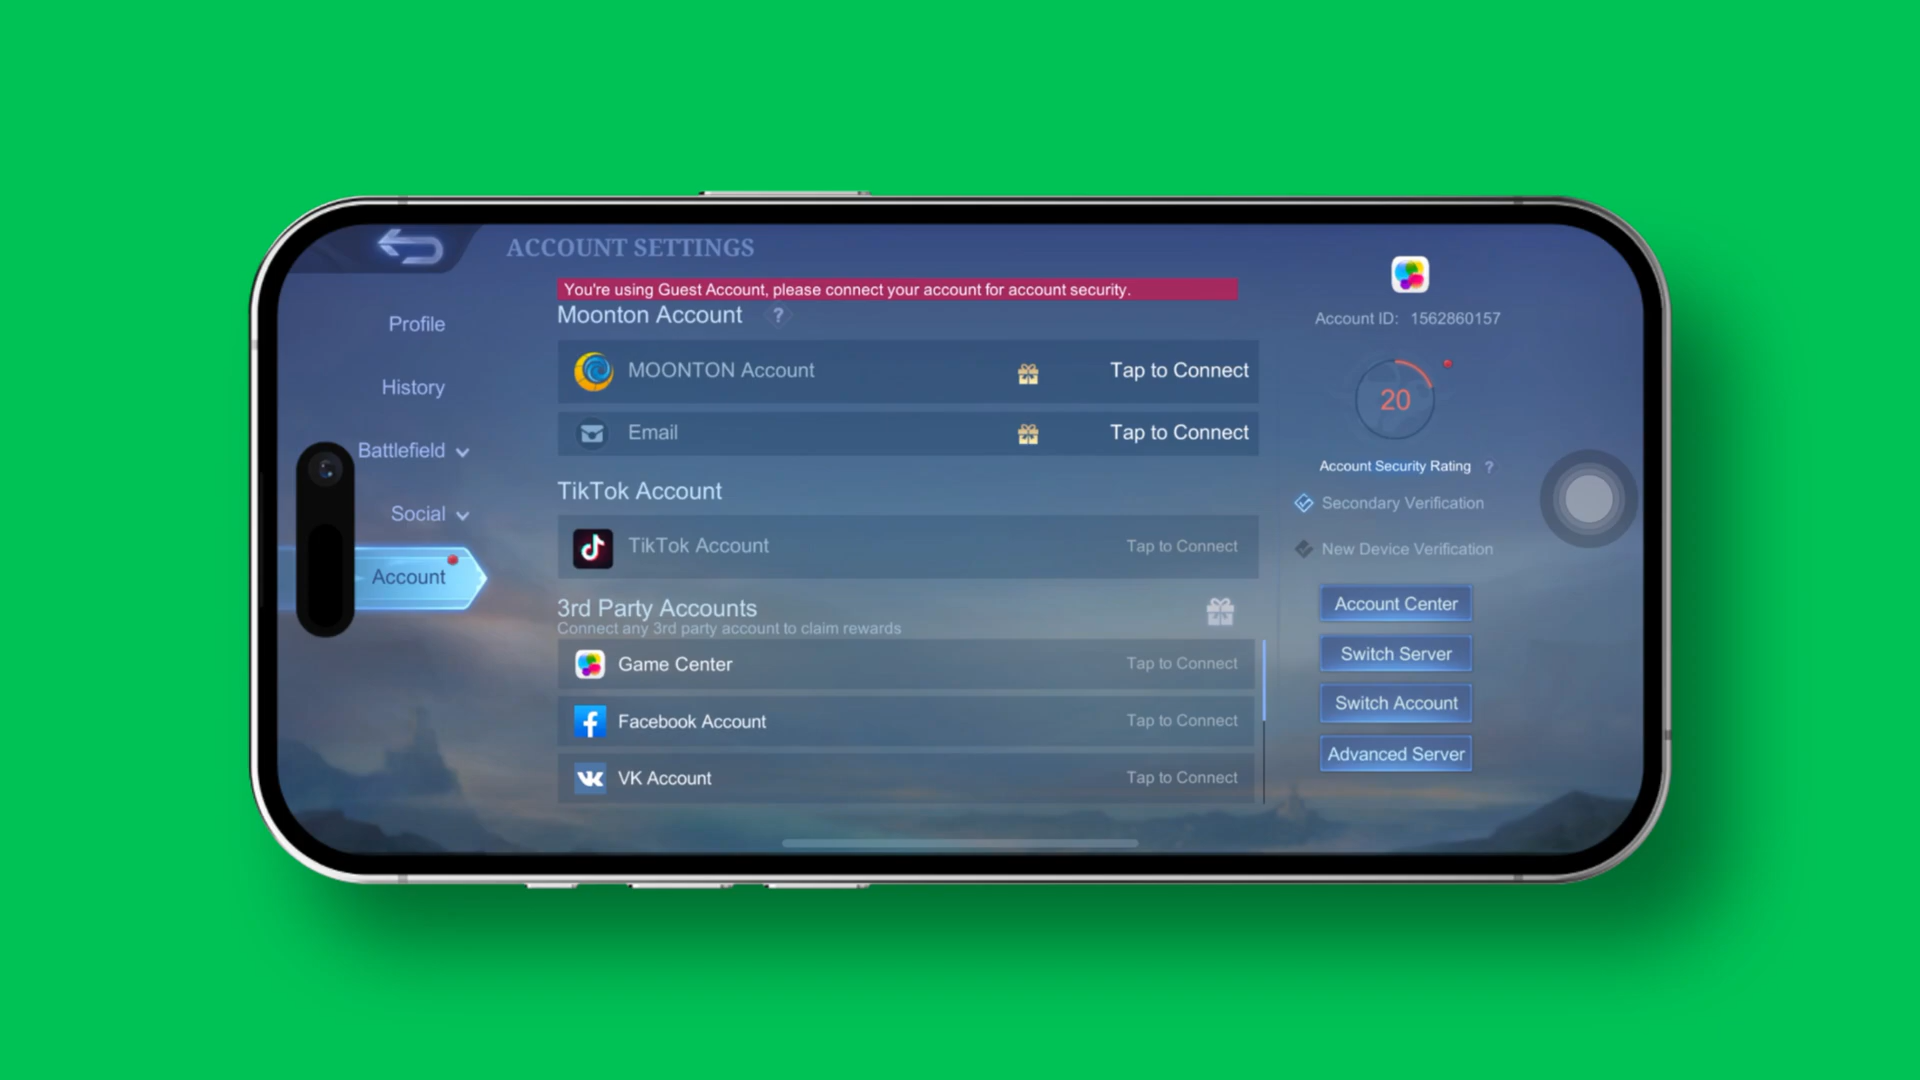 ACCOUNT SETTINGS
You're using Guest Account, please connect your account for account security.
Profile
History
Battlefield
Social
Account
Moonton Account ?
MOONTON Account Tap to Connect
Email Tap to Connect
TikTok Account
TikTok Account Tap to Connect
3rd Party Accounts
Connect any 3rd party account to claim rewards
Game Center Tap to Connect
Facebook Account Tap to Connect
VK Account Tap to Connect
Account ID: 1562860157
20
Account Security Rating ?
Secondary Verification
New Device Verification
Account Center
Switch Server
Switch Account
Advanced Server